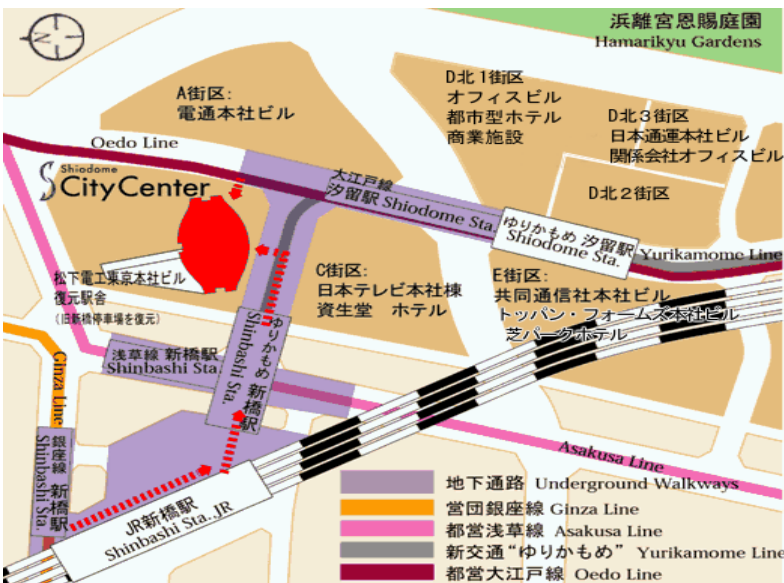 N
浜離宮恩賜庭園
Hamarikyu Gardens
A街区:
電通本社ビル
D北1街区
オフィスビル
都市型ホテル
商業施設
D北3街区
日本通運本社ビル
関係会社オフィスビル
D北2街区
Oedo Line
Shiodome
CityCenter
大江戸線
汐留駅 Shiodome Sta.
ゆりかもめ 汐留駅
Shiodome Sta.
Yurikamome Line
松下電工東京本社ビル
復元駅舎
(旧新橋停車場を復元)
C街区:
日本テレビ本社棟
資生堂 ホテル
E街区:
共同通信社本社ビル
トッパン・フォームズ本社ビル
芝パークホテル
ゆりかもめ 新橋駅
Shinbashi Sta.
浅草線 新橋駅
Shinbashi Sta.
Ginza Line
銀座線 新橋駅
Shinbashi Sta.
JR新橋駅
Shinbashi Sta., JR
Asakusa Line
地下通路 Underground Walkways
営団銀座線 Ginza Line
都営浅草線 Asakusa Line
新交通“ゆりかもめ” Yurikamome Line
都営大江戸線 Oedo Line